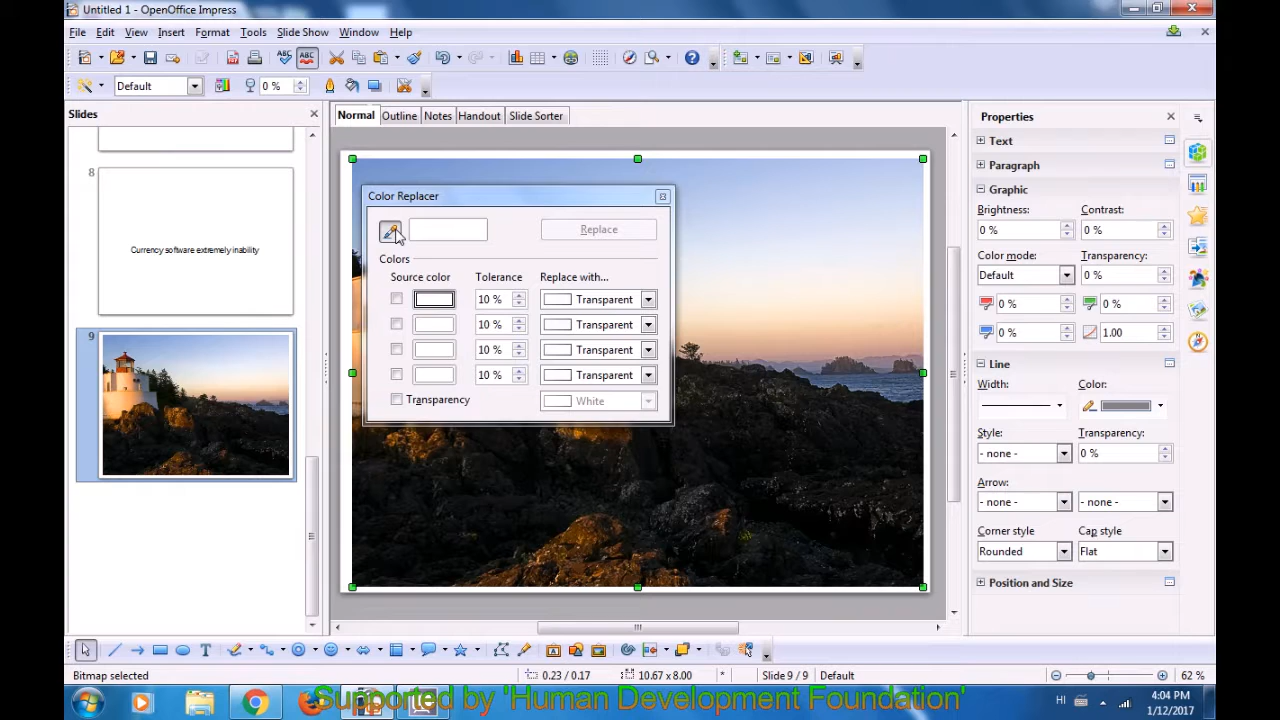 Untitled 1 - OpenOffice Impress
File Edit View Insert Format Tools Slide Show Window Help
Default 0 %
Slides
Normal Outline Notes Handout Slide Sorter
8
Currency software extremely inability
9
Color Replacer
Replace
Colors
Source color Tolerance Replace with...
10 % Transparent
10 % Transparent
10 % Transparent
10 % Transparent
Transparency White
Properties
Text
Paragraph
Graphic
Brightness: Contrast:
0 % 0 %
Color mode: Transparency:
Default 0 %
0 % 0 %
0 % 1.00
Line
Width: Color:
Style: Transparency:
- none - 0 %
Arrow:
- none - - none -
Corner style Cap style
Rounded Flat
Position and Size
Bitmap selected 0.23 / 0.17 10.67 x 8.00 * Slide 9 / 9 Default 62 %
Supported by 'Human Development Foundation'
HI 4:04 PM
1/12/2017